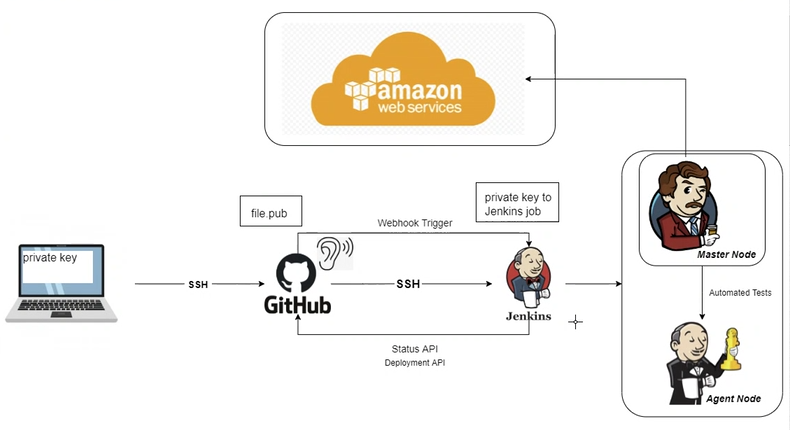 amazon
web services
private key to
Jenkins job
file.pub
Webhook Trigger
private key
SSH
SSH
GitHub
Jenkins
Master Node
Automated Tests
Status API
Deployment API
Agent Node